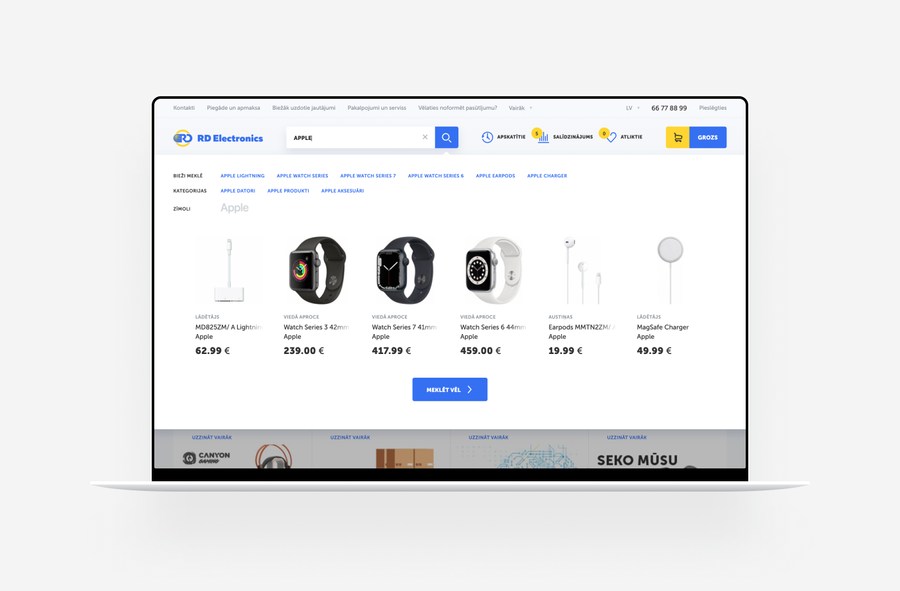 Kontakti Piegāde un apmaksa Biežāk uzdotie jautājumi Pakalpojumi un serviss Vēlaties noformēt pasūtījumu? Vairāk LV 66 77 88 99 Pieslēgties
RD RD Electronics APPLE APSKATĪTIE 5 SALĪDZINĀJUMS 0 ATLIKTIE GROZS
BIEŽI MEKLĒ APPLE LIGHTNING APPLE WATCH SERIES APPLE WATCH SERIES 7 APPLE WATCH SERIES 6 APPLE EARPODS APPLE CHARGER
KATEGORIJAS APPLE DATORI APPLE PRODUKTI APPLE AKSESUĀRI
ZĪMOLI Apple
LĀDĒTĀJS VIEDĀ APROCE VIEDĀ APROCE VIEDĀ APROCE AUSTIŅAS LĀDĒTĀJS
MD825ZM/ A Lightnin Watch Series 3 42mm Watch Series 7 41mm Watch Series 6 44mm Earpods MMTN2ZM/ MagSafe Charger
Apple Apple Apple Apple Apple Apple
62.99 € 239.00 € 417.99 € 459.00 € 19.99 € 49.99 €
MEKLĒT VĒL
UZZINĀT VAIRĀK UZZINĀT VAIRĀK UZZINĀT VAIRĀK UZZINĀT VAIRĀK
CANYON GAMING SEKO MŪSU